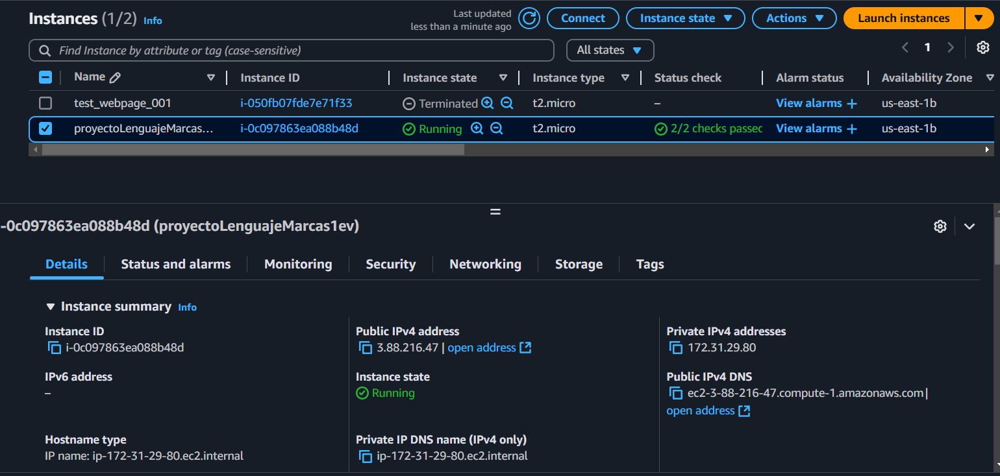 Instances (1/2) Info
Last updated
less than a minute ago
Connect Instance state Actions Launch instances
Find Instance by attribute or tag (case-sensitive) All states 1
Name Instance ID Instance state Instance type Status check Alarm status Availability Zone
test_webpage_001 i-050fb07fde7e71f33 Terminated t2.micro – View alarms + us-east-1b
proyectoLenguajeMarcas… i-0c097863ea088b48d Running t2.micro 2/2 checks passec View alarms + us-east-1b
-0c097863ea088b48d (proyectoLenguajeMarcas1ev)
Details Status and alarms Monitoring Security Networking Storage Tags
Instance summary Info
Instance ID
i-0c097863ea088b48d
Public IPv4 address
3.88.216.47 | open address
Private IPv4 addresses
172.31.29.80
IPv6 address
–
Instance state
Running
Public IPv4 DNS
ec2-3-88-216-47.compute-1.amazonaws.com |
open address
Hostname type
IP name: ip-172-31-29-80.ec2.internal
Private IP DNS name (IPv4 only)
ip-172-31-29-80.ec2.internal